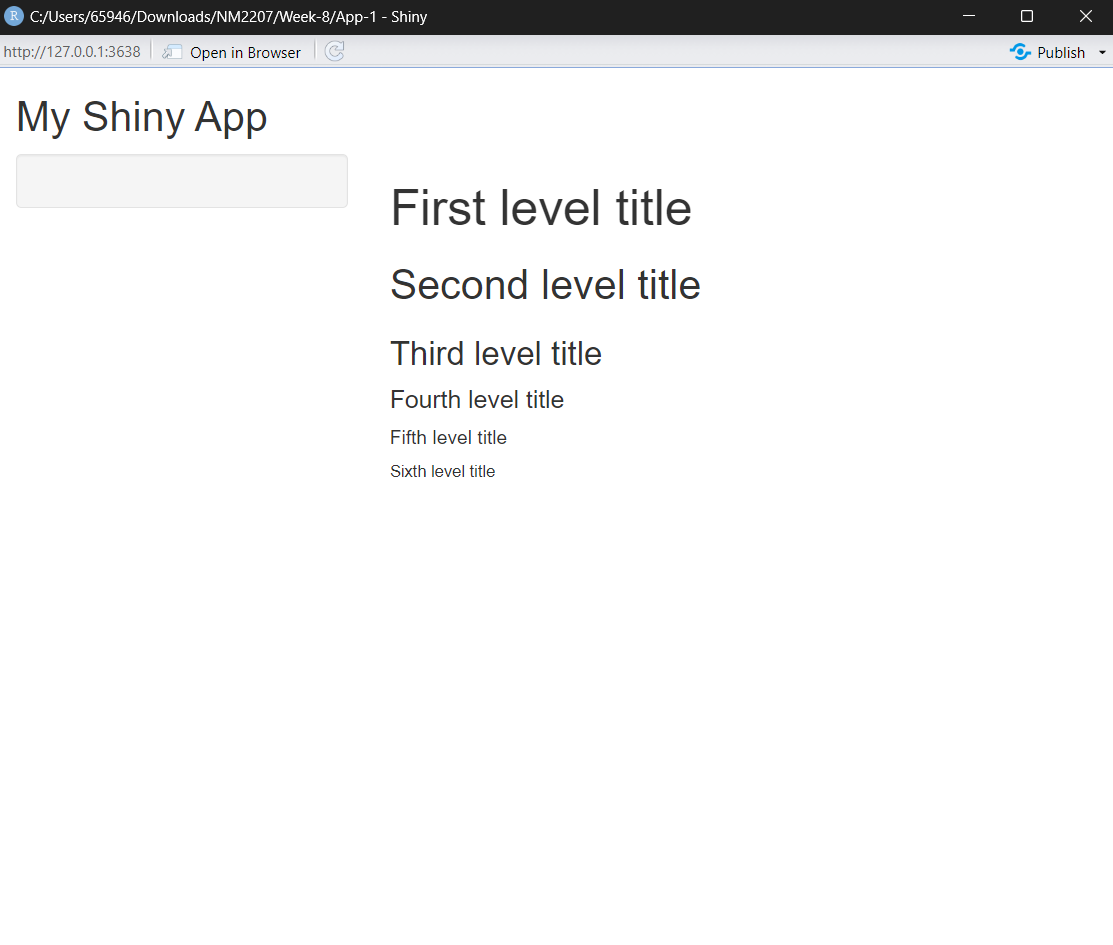 R C:/Users/65946/Downloads/NM2207/Week-8/App-1 - Shiny
http://127.0.0.1:3638 Open in Browser Publish
My Shiny App
First level title
Second level title
Third level title
Fourth level title
Fifth level title
Sixth level title